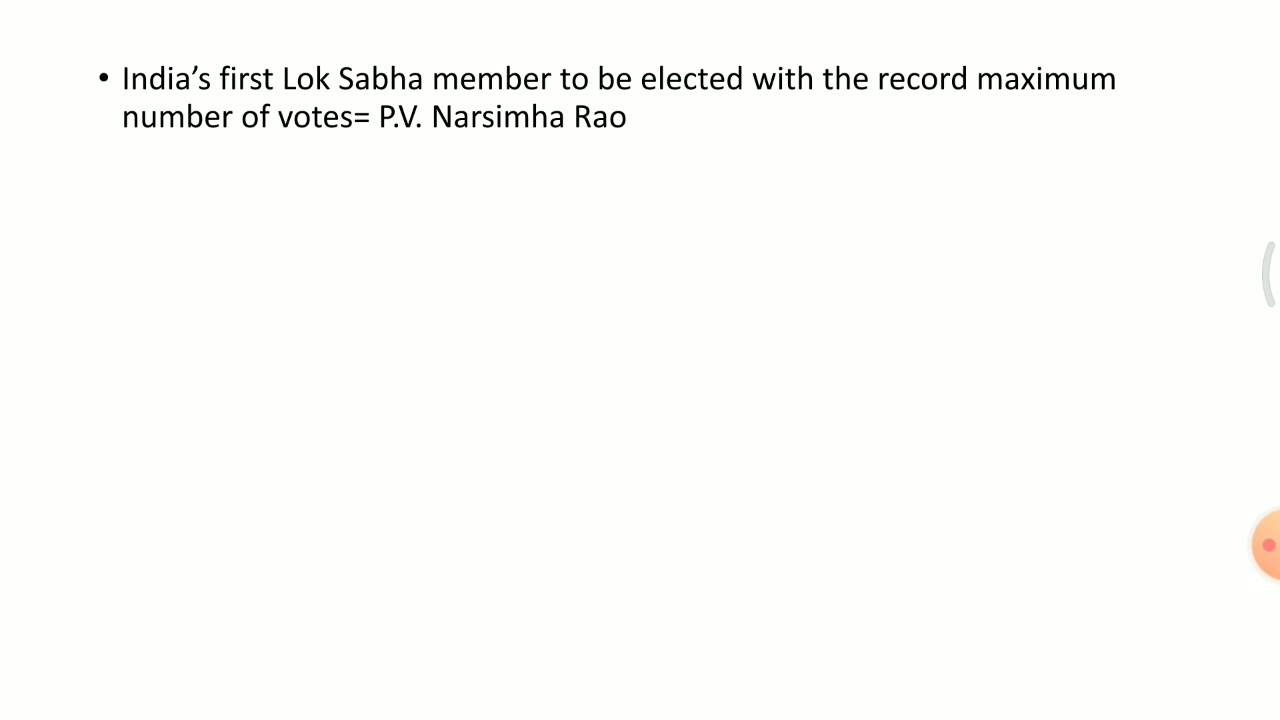 • India’s first Lok Sabha member to be elected with the record maximum
number of votes= P.V. Narsimha Rao